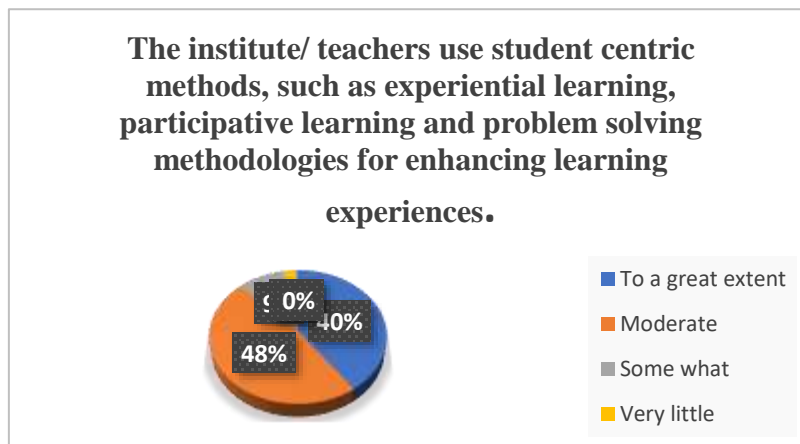 The institute/ teachers use student centric
methods, such as experiential learning,
participative learning and problem solving
methodologies for enhancing learning
experiences.
0%
40%
48%
To a great extent
Moderate
Some what
Very little